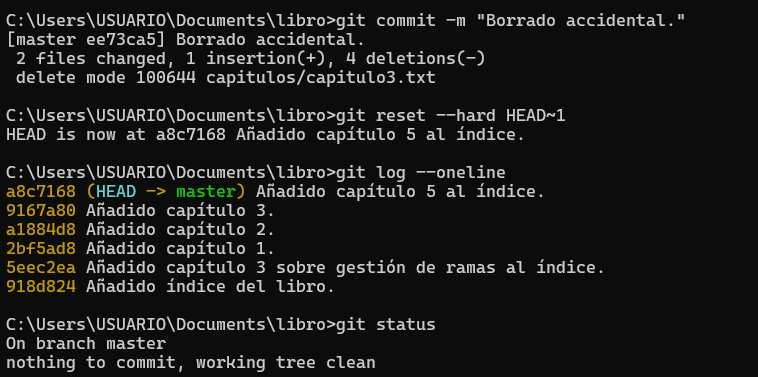 C:\Users\USUARIO\Documents\libro>git commit -m "Borrado accidental."
[master ee73ca5] Borrado accidental.
 2 files changed, 1 insertion(+), 4 deletions(-)
 delete mode 100644 capitulos/capitulo3.txt
C:\Users\USUARIO\Documents\libro>git reset --hard HEAD~1
HEAD is now at a8c7168 Añadido capítulo 5 al índice.
C:\Users\USUARIO\Documents\libro>git log --oneline
a8c7168 (HEAD -> master) Añadido capítulo 5 al índice.
9167a80 Añadido capítulo 3.
a1884d8 Añadido capítulo 2.
2bf5ad8 Añadido capítulo 1.
5eec2ea Añadido capítulo 3 sobre gestión de ramas al índice.
918d824 Añadido índice del libro.
C:\Users\USUARIO\Documents\libro>git status
On branch master
nothing to commit, working tree clean